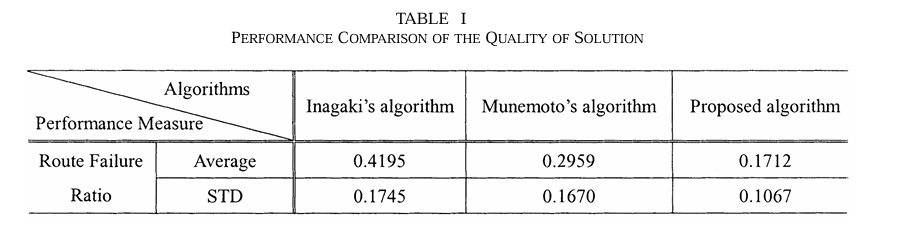 TABLE I
PERFORMANCE COMPARISON OF THE QUALITY OF SOLUTION
Algorithms
Performance Measure
Inagaki's algorithm Munemoto's algorithm Proposed algorithm
Route Failure Average 0.4195 0.2959 0.1712
Ratio STD 0.1745 0.1670 0.1067